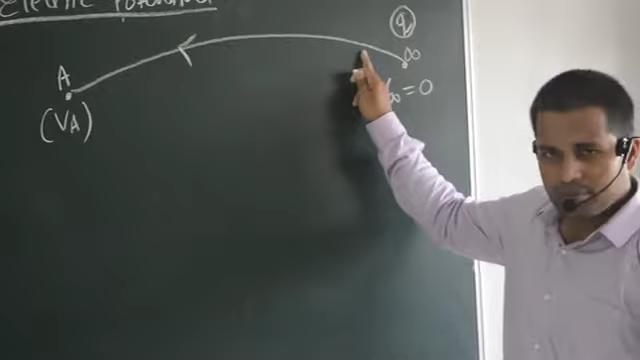 Electric Potential
q
∞
A
V∞ = 0
(VA)